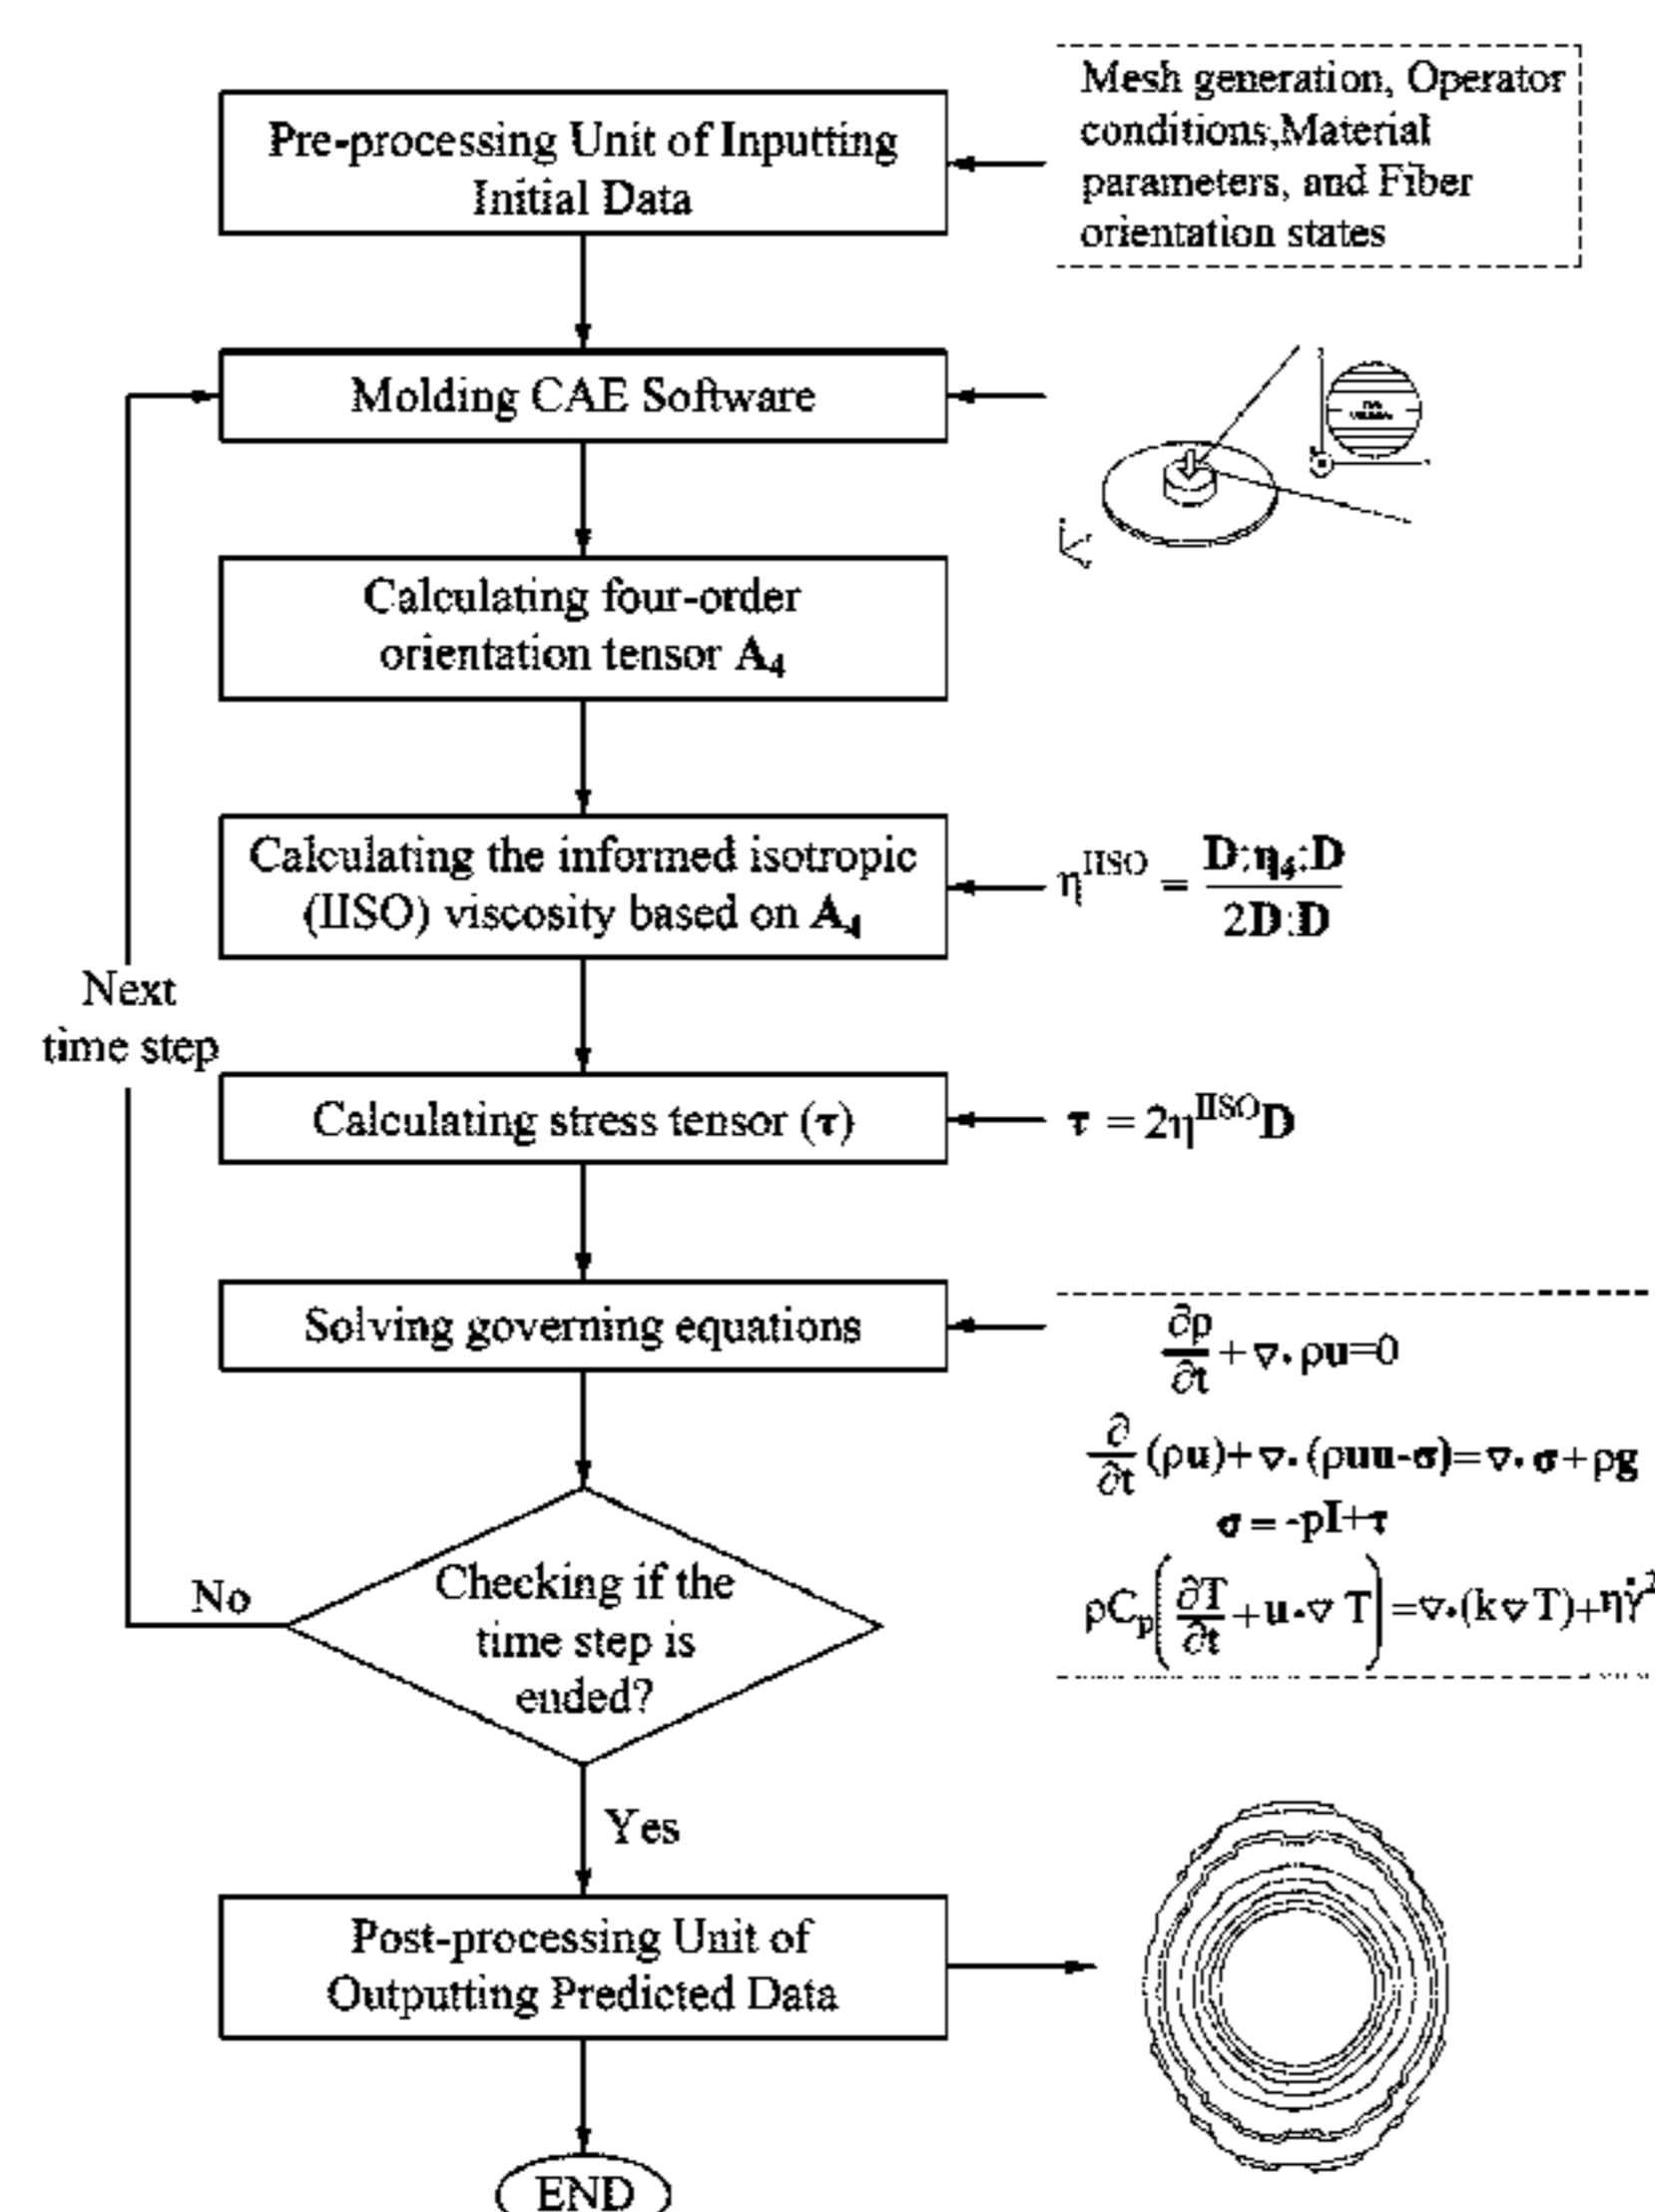 Pre-processing Unit of Inputting
Initial Data
Mesh generation, Operator
conditions,Material
parameters, and Fiber
orientation states
Molding CAE Software
Calculating four-order
orientation tensor A₄
Calculating the informed isotropic
(IISO) viscosity based on A₄
η^IISO = D:η₄:D / 2D:D
Next
time step
Calculating stress tensor (τ)
τ = 2η^IISO D
Solving governing equations
∂ρ/∂t + ∇· ρu=0
∂/∂t (ρu)+∇· (ρuu-σ)=∇· σ+ρg
σ = -pI+τ
ρCp(∂T/∂t + u·∇ T)=∇·(k∇T)+ηγ̇²
Checking if the
time step is
ended?
No
Yes
Post-processing Unit of
Outputting Predicted Data
END